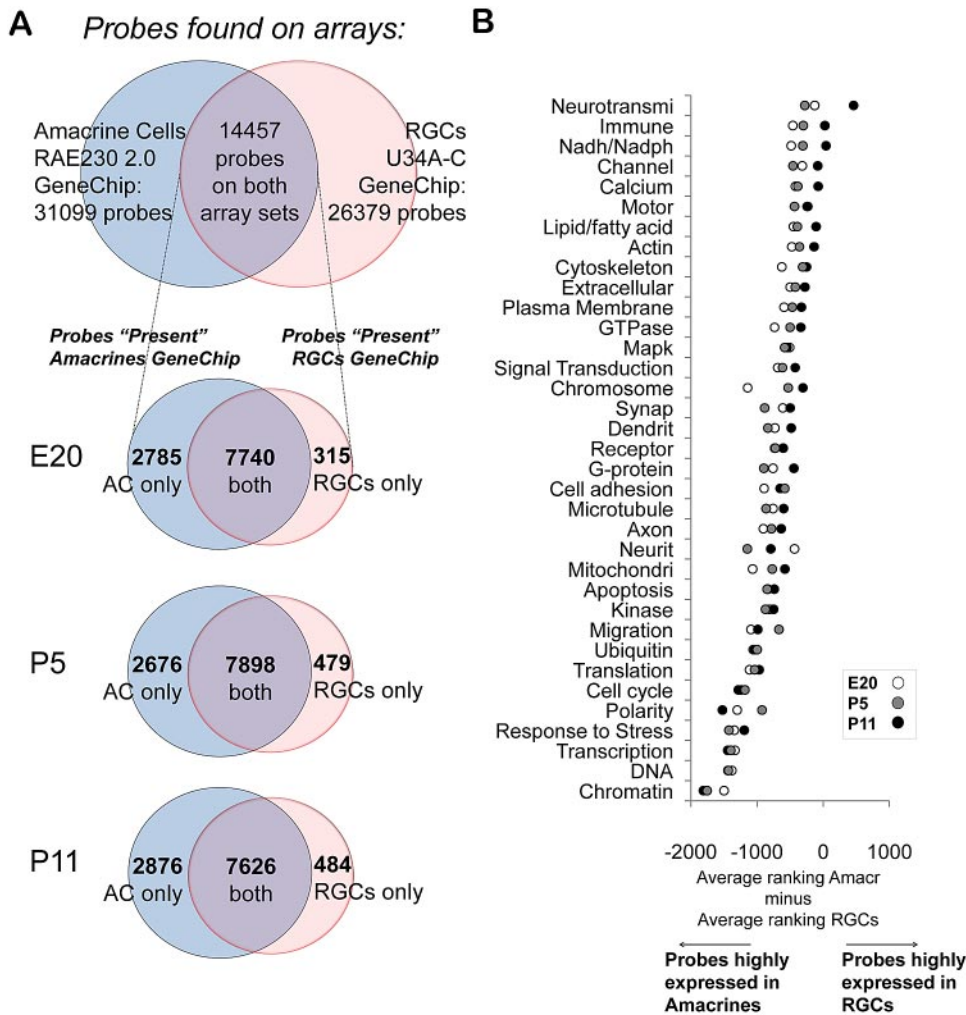 A
Probes found on arrays:
Amacrine Cells
RAE230 2.0
GeneChip:
31099 probes
14457
probes
on both
array sets
RGCs
U34A-C
GeneChip:
26379 probes
Probes “Present”
Amacrines GeneChip
Probes “Present”
RGCs GeneChip
E20
2785
AC only
7740
both
315
RGCs only
P5
2676
AC only
7898
both
479
RGCs only
P11
2876
AC only
7626
both
484
RGCs only
B
Neurotransmi
Immune
Nadh/Nadph
Channel
Calcium
Motor
Lipid/fatty acid
Actin
Cytoskeleton
Extracellular
Plasma Membrane
GTPase
Mapk
Signal Transduction
Chromosome
Synap
Dendrit
Receptor
G-protein
Cell adhesion
Microtubule
Axon
Neurit
Mitochondri
Apoptosis
Kinase
Migration
Ubiquitin
Translation
Cell cycle
Polarity
Response to Stress
Transcription
DNA
Chromatin
E20
P5
P11
-2000 -1000 0 1000
Average ranking Amacr
minus
Average ranking RGCs
Probes highly
expressed in
Amacrines
Probes highly
expressed in
RGCs